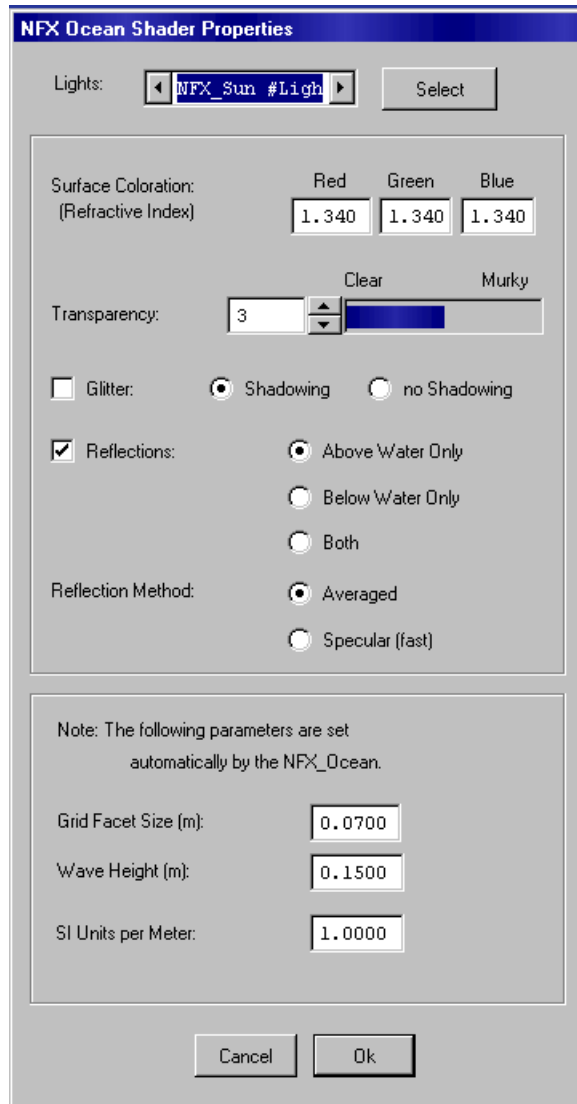 NFX Ocean Shader Properties
Lights: NFX_Sun #Ligh Select
Red Green Blue
Surface Coloration:
(Refractive Index) 1.340 1.340 1.340
Clear Murky
Transparency: 3
Glitter: Shadowing no Shadowing
Reflections: Above Water Only
Below Water Only
Both
Reflection Method: Averaged
Specular (fast)
Note: The following parameters are set
automatically by the NFX_Ocean.
Grid Facet Size (m): 0.0700
Wave Height (m): 0.1500
SI Units per Meter: 1.0000
Cancel Ok